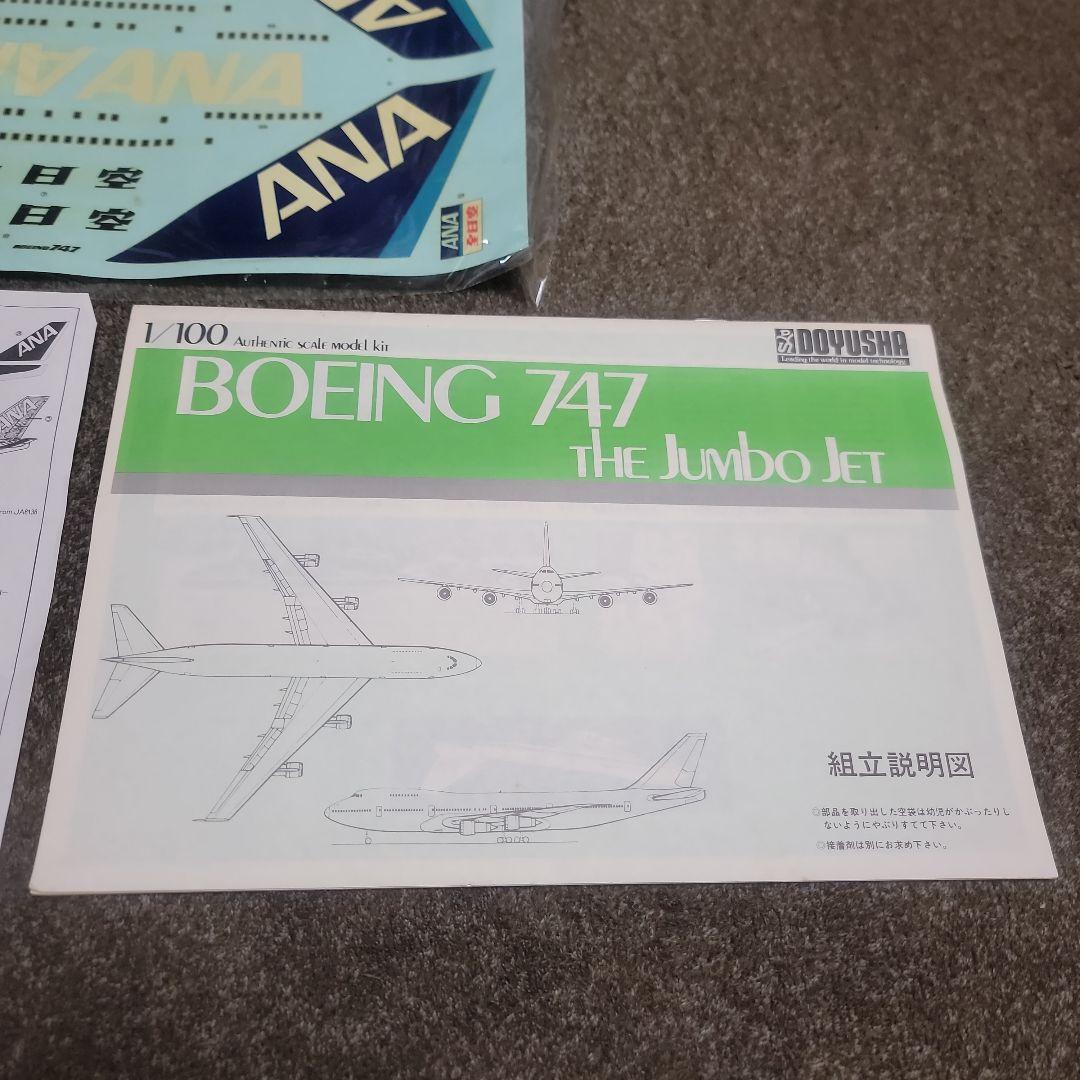 ANA
ANA
日空
日空
BOEING 747
ANA
全日空
ANA
ANA
from JA8136
1/100 AUTHENTIC SCALE MODEL KIT
DOYUSHA
Leading the world in model technology.
BOEING 747
THE JUMBO JET
組立説明図
◎部品を取り出した空袋は幼児がかぶったりし
ないようにやぶりすてて下さい。
◎接着剤は別にお求め下さい。